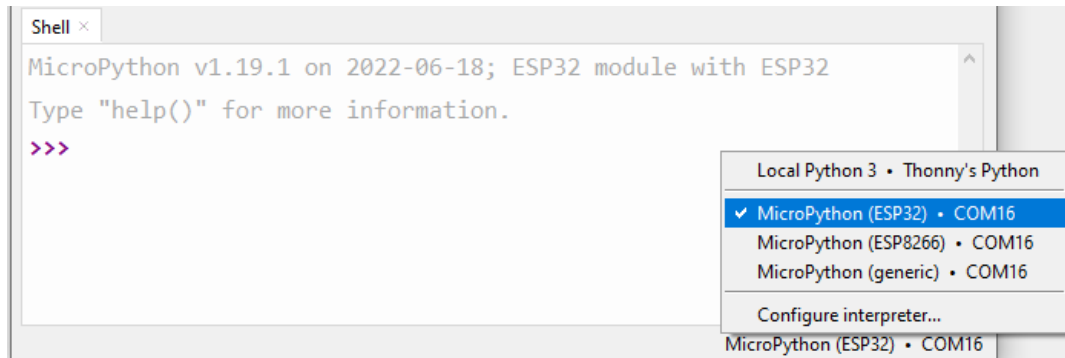 Shell ×
MicroPython v1.19.1 on 2022-06-18; ESP32 module with ESP32
Type "help()" for more information.
>>>
Local Python 3 • Thonny's Python
✓ MicroPython (ESP32) • COM16
MicroPython (ESP8266) • COM16
MicroPython (generic) • COM16
Configure interpreter...
MicroPython (ESP32) • COM16